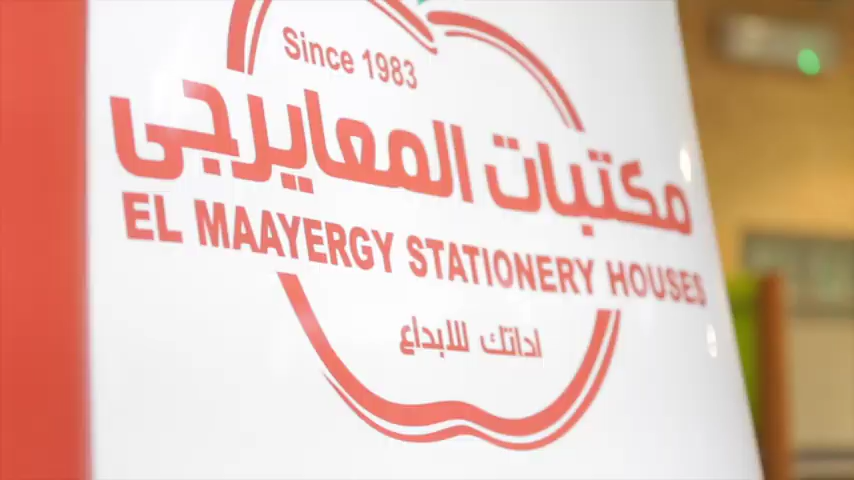 Since 1983
مكتبات المعايرجى
EL MAAYERGY STATIONERY HOUSES
اداتك للابداع